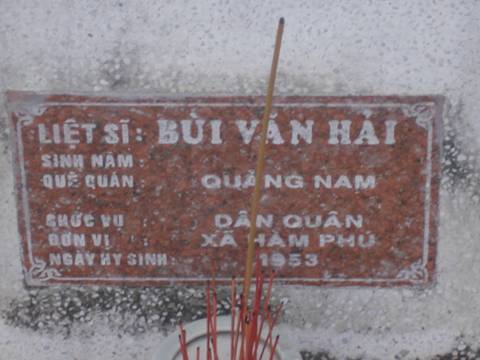 LIỆT SĨ : BÙI VĂN HẢI
SINH NĂM :
QUÊ QUÁN : QUẢNG NAM
CHỨC VỤ : DÂN QUÂN
ĐƠN VỊ : XÃ HÀM PHÚ
NGÀY HY SINH : 1953